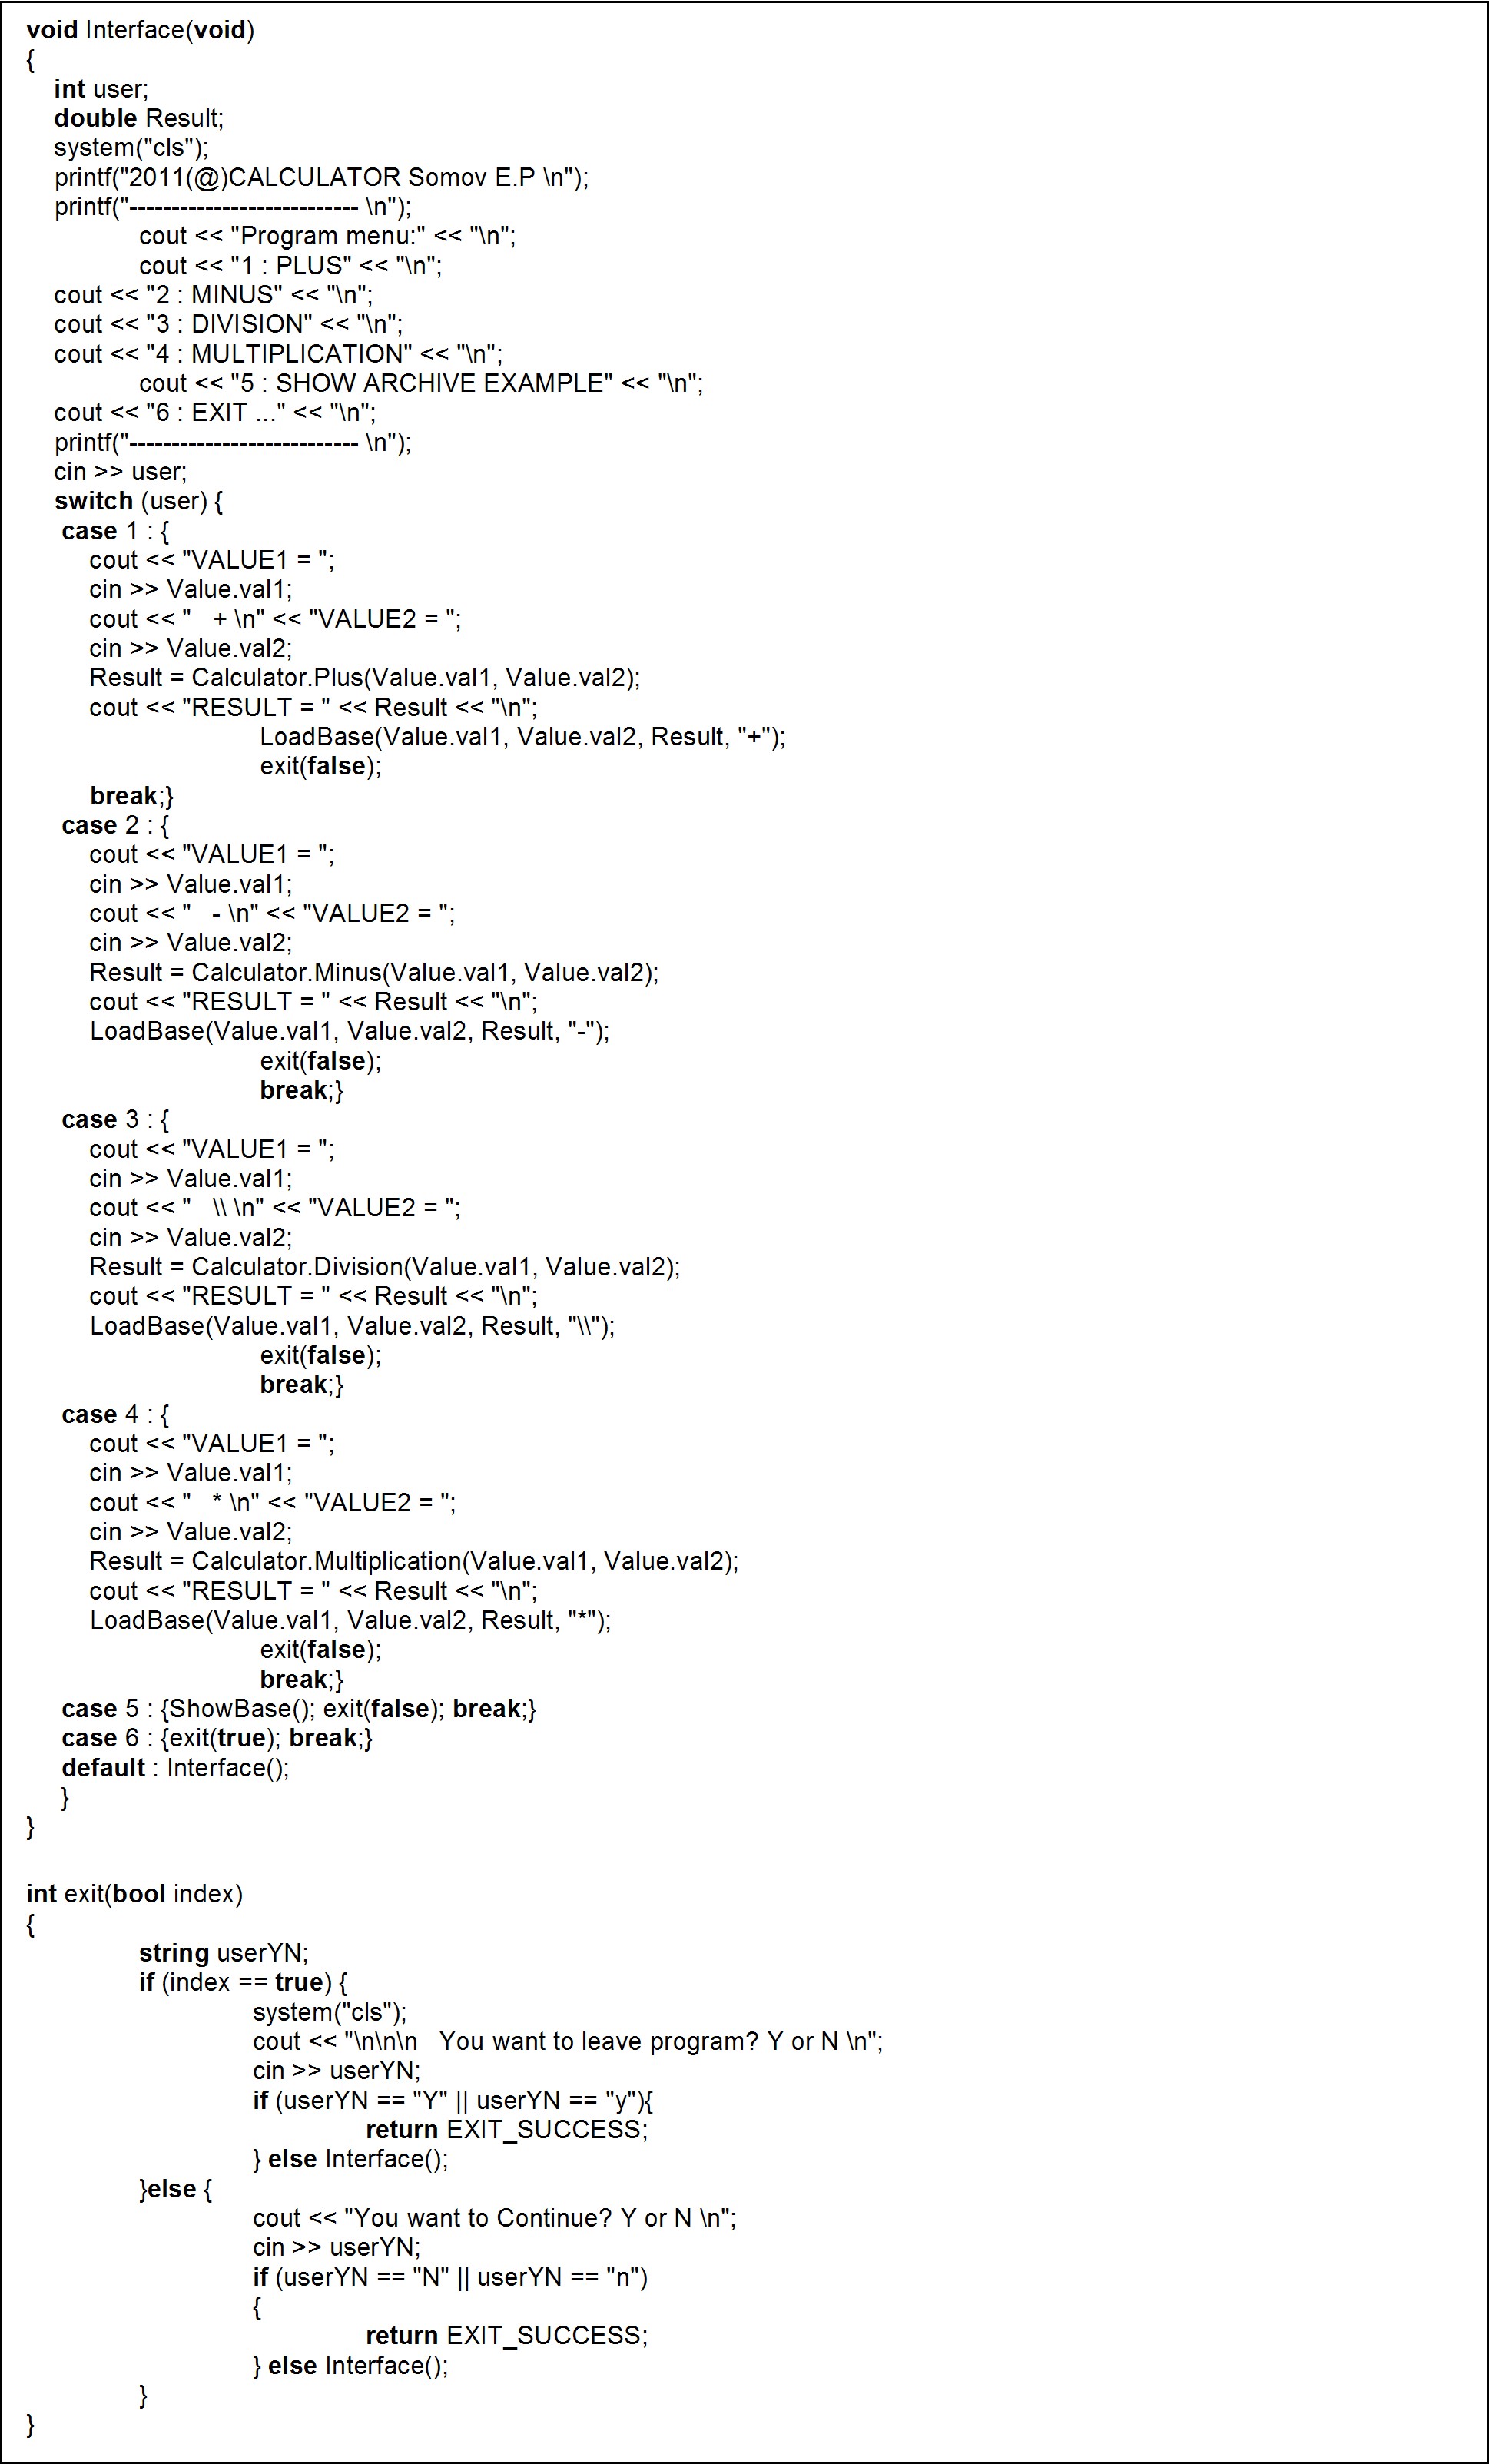 void Interface(void)
{
int user;
double Result;
system("cls");
printf("2011(@)CALCULATOR Somov E.P \n");
printf("--------------------------- \n");
cout << "Program menu:" << "\n";
cout << "1 : PLUS" << "\n";
cout << "2 : MINUS" << "\n";
cout << "3 : DIVISION" << "\n";
cout << "4 : MULTIPLICATION" << "\n";
cout << "5 : SHOW ARCHIVE EXAMPLE" << "\n";
cout << "6 : EXIT ..." << "\n";
printf("--------------------------- \n");
cin >> user;
switch (user) {
case 1 : {
cout << "VALUE1 = ";
cin >> Value.val1;
cout << "   + \n" << "VALUE2 = ";
cin >> Value.val2;
Result = Calculator.Plus(Value.val1, Value.val2);
cout << "RESULT = " << Result << "\n";
LoadBase(Value.val1, Value.val2, Result, "+");
exit(false);
break;}
case 2 : {
cout << "VALUE1 = ";
cin >> Value.val1;
cout << "   - \n" << "VALUE2 = ";
cin >> Value.val2;
Result = Calculator.Minus(Value.val1, Value.val2);
cout << "RESULT = " << Result << "\n";
LoadBase(Value.val1, Value.val2, Result, "-");
exit(false);
break;}
case 3 : {
cout << "VALUE1 = ";
cin >> Value.val1;
cout << "   \\ \n" << "VALUE2 = ";
cin >> Value.val2;
Result = Calculator.Division(Value.val1, Value.val2);
cout << "RESULT = " << Result << "\n";
LoadBase(Value.val1, Value.val2, Result, "\\");
exit(false);
break;}
case 4 : {
cout << "VALUE1 = ";
cin >> Value.val1;
cout << "   * \n" << "VALUE2 = ";
cin >> Value.val2;
Result = Calculator.Multiplication(Value.val1, Value.val2);
cout << "RESULT = " << Result << "\n";
LoadBase(Value.val1, Value.val2, Result, "*");
exit(false);
break;}
case 5 : {ShowBase(); exit(false); break;}
case 6 : {exit(true); break;}
default : Interface();
}
}
int exit(bool index)
{
string userYN;
if (index == true) {
system("cls");
cout << "\n\n\n   You want to leave program? Y or N \n";
cin >> userYN;
if (userYN == "Y" || userYN == "y"){
return EXIT_SUCCESS;
} else Interface();
}else {
cout << "You want to Continue? Y or N \n";
cin >> userYN;
if (userYN == "N" || userYN == "n")
{
return EXIT_SUCCESS;
} else Interface();
}
}